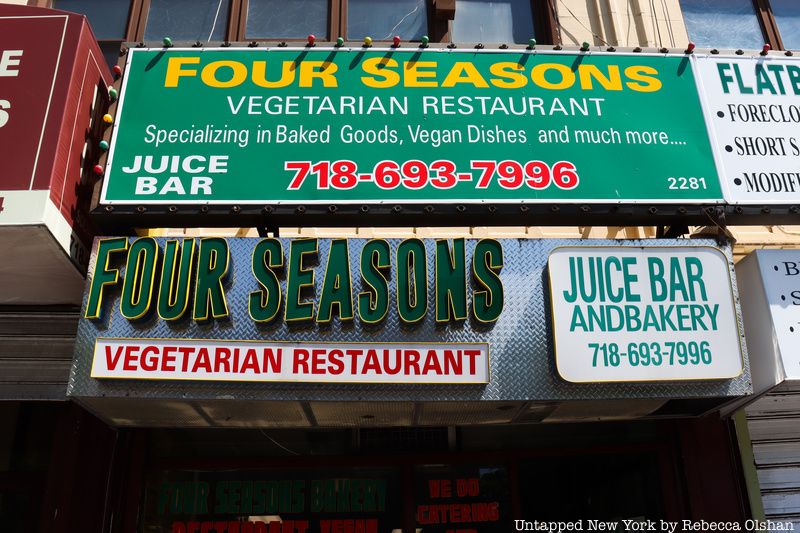 FOUR SEASONS
VEGETARIAN RESTAURANT
Specializing in Baked Goods, Vegan Dishes and much more....
JUICE
BAR
718-693-7996
2281
FLATB
• FORECLO
• SHORT S
• MODIF
FOUR SEASONS
VEGETARIAN RESTAURANT
JUICE BAR
ANDBAKERY
718-693-7996
FOUR SEASONS BAKERY
RESTAURANT VEGAN
WE DO
CATERING
Untapped New York by Rebecca Olshan